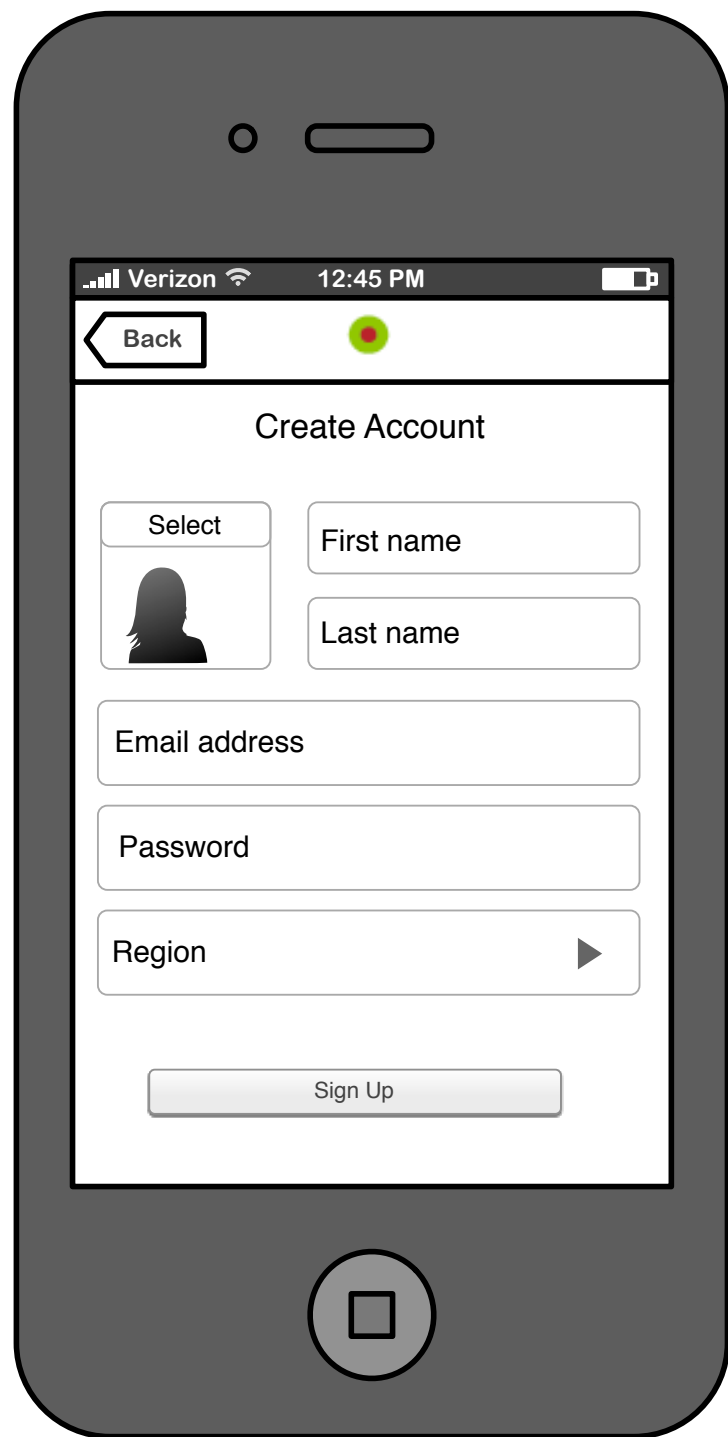 Verizon 12:45 PM
Back
Create Account
Select
First name
Last name
Email address
Password
Region
Sign Up